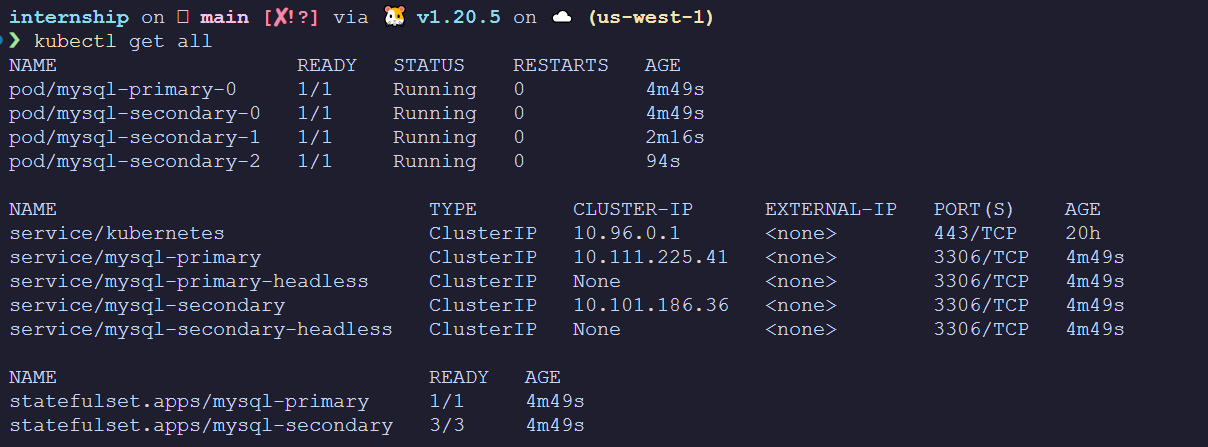 internship on  main [✘!?] via 🐹 v1.20.5 on ☁️ (us-west-1)
❯ kubectl get all
NAME                    READY   STATUS    RESTARTS   AGE
pod/mysql-primary-0     1/1     Running   0          4m49s
pod/mysql-secondary-0   1/1     Running   0          4m49s
pod/mysql-secondary-1   1/1     Running   0          2m16s
pod/mysql-secondary-2   1/1     Running   0          94s

NAME                               TYPE        CLUSTER-IP      EXTERNAL-IP   PORT(S)    AGE
service/kubernetes                 ClusterIP   10.96.0.1       <none>        443/TCP    20h
service/mysql-primary              ClusterIP   10.111.225.41   <none>        3306/TCP   4m49s
service/mysql-primary-headless     ClusterIP   None            <none>        3306/TCP   4m49s
service/mysql-secondary            ClusterIP   10.101.186.36   <none>        3306/TCP   4m49s
service/mysql-secondary-headless   ClusterIP   None            <none>        3306/TCP   4m49s

NAME                               READY   AGE
statefulset.apps/mysql-primary     1/1     4m49s
statefulset.apps/mysql-secondary   3/3     4m49s